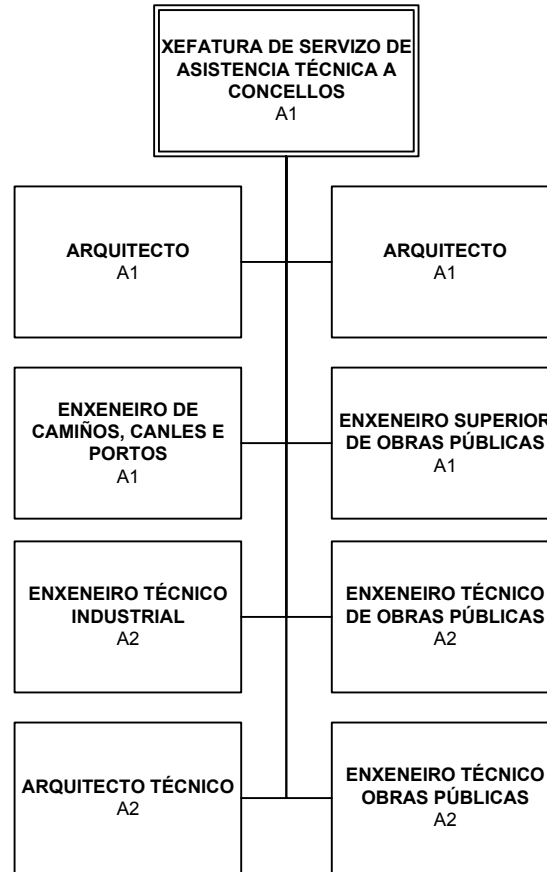 XEFATURA DE SERVIZO DE
ASISTENCIA TÉCNICA A
CONCELLOS
A1
ARQUITECTO
A1
ARQUITECTO
A1
ENXENEIRO DE
CAMIÑOS, CANLES E
PORTOS
A1
ENXENEIRO SUPERIOR
DE OBRAS PÚBLICAS
A1
ENXENEIRO TÉCNICO
INDUSTRIAL
A2
ENXENEIRO TÉCNICO
DE OBRAS PÚBLICAS
A2
ARQUITECTO TÉCNICO
A2
ENXENEIRO TÉCNICO
OBRAS PÚBLICAS
A2